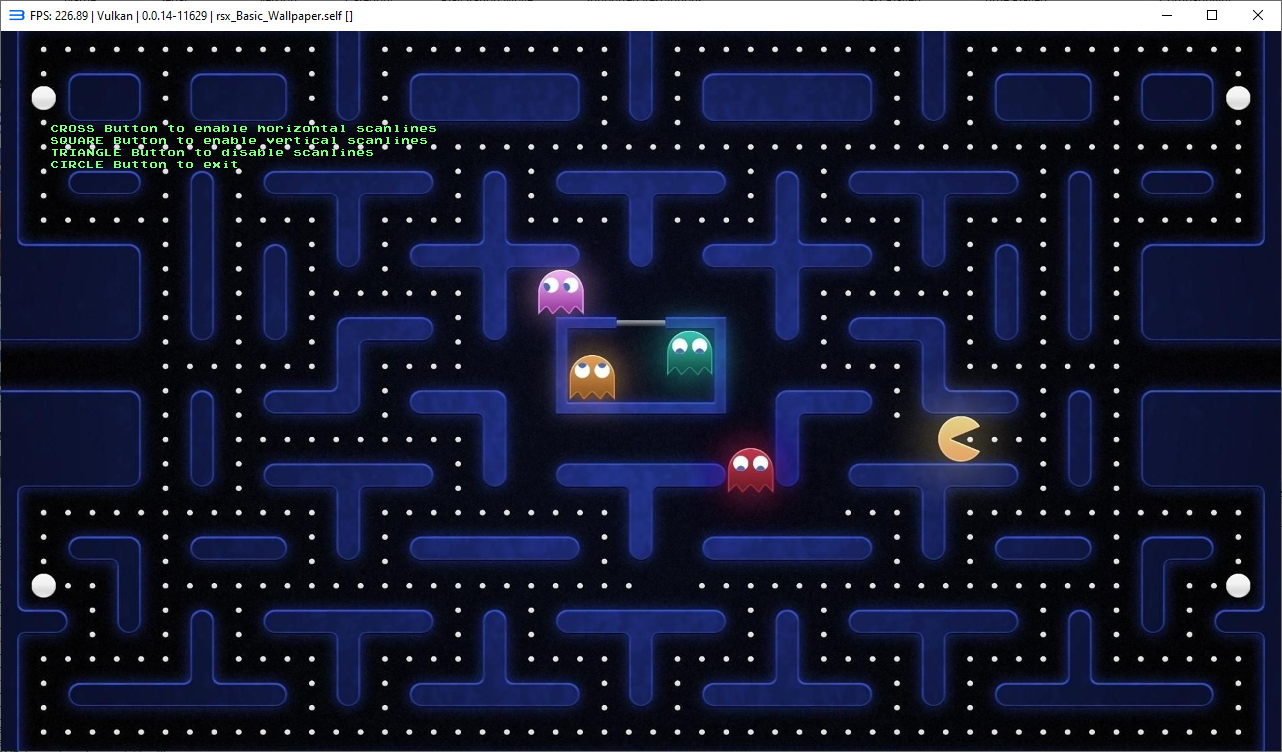 FPS: 226.89 | Vulkan | 0.0.14-11629 | rsx_Basic_Wallpaper.self []
CROSS Button to enable horizontal scanlines
SQUARE Button to enable vertical scanlines
TRIANGLE Button to disable scanlines
CIRCLE Button to exit